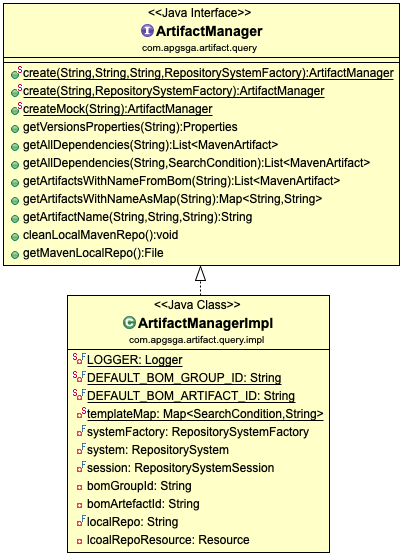 <<Java Interface>>
I ArtifactManager
com.apgsga.artifact.query
S create(String,String,String,RepositorySystemFactory):ArtifactManager
S create(String,RepositorySystemFactory):ArtifactManager
S createMock(String):ArtifactManager
getVersionsProperties(String):Properties
getAllDependencies(String):List<MavenArtifact>
getAllDependencies(String,SearchCondition):List<MavenArtifact>
getArtifactsWithNameFromBom(String):List<MavenArtifact>
getArtifactsWithNameAsMap(String):Map<String,String>
getArtifactName(String,String,String):String
cleanLocalMavenRepo():void
getMavenLocalRepo():File
<<Java Class>>
C ArtifactManagerImpl
com.apgsga.artifact.query.impl
S F LOGGER: Logger
S F DEFAULT_BOM_GROUP_ID: String
S F DEFAULT_BOM_ARTIFACT_ID: String
S templateMap: Map<SearchCondition,String>
F systemFactory: RepositorySystemFactory
F system: RepositorySystem
F session: RepositorySystemSession
bomGroupId: String
bomArtefactId: String
F localRepo: String
lcoalRepoResource: Resource